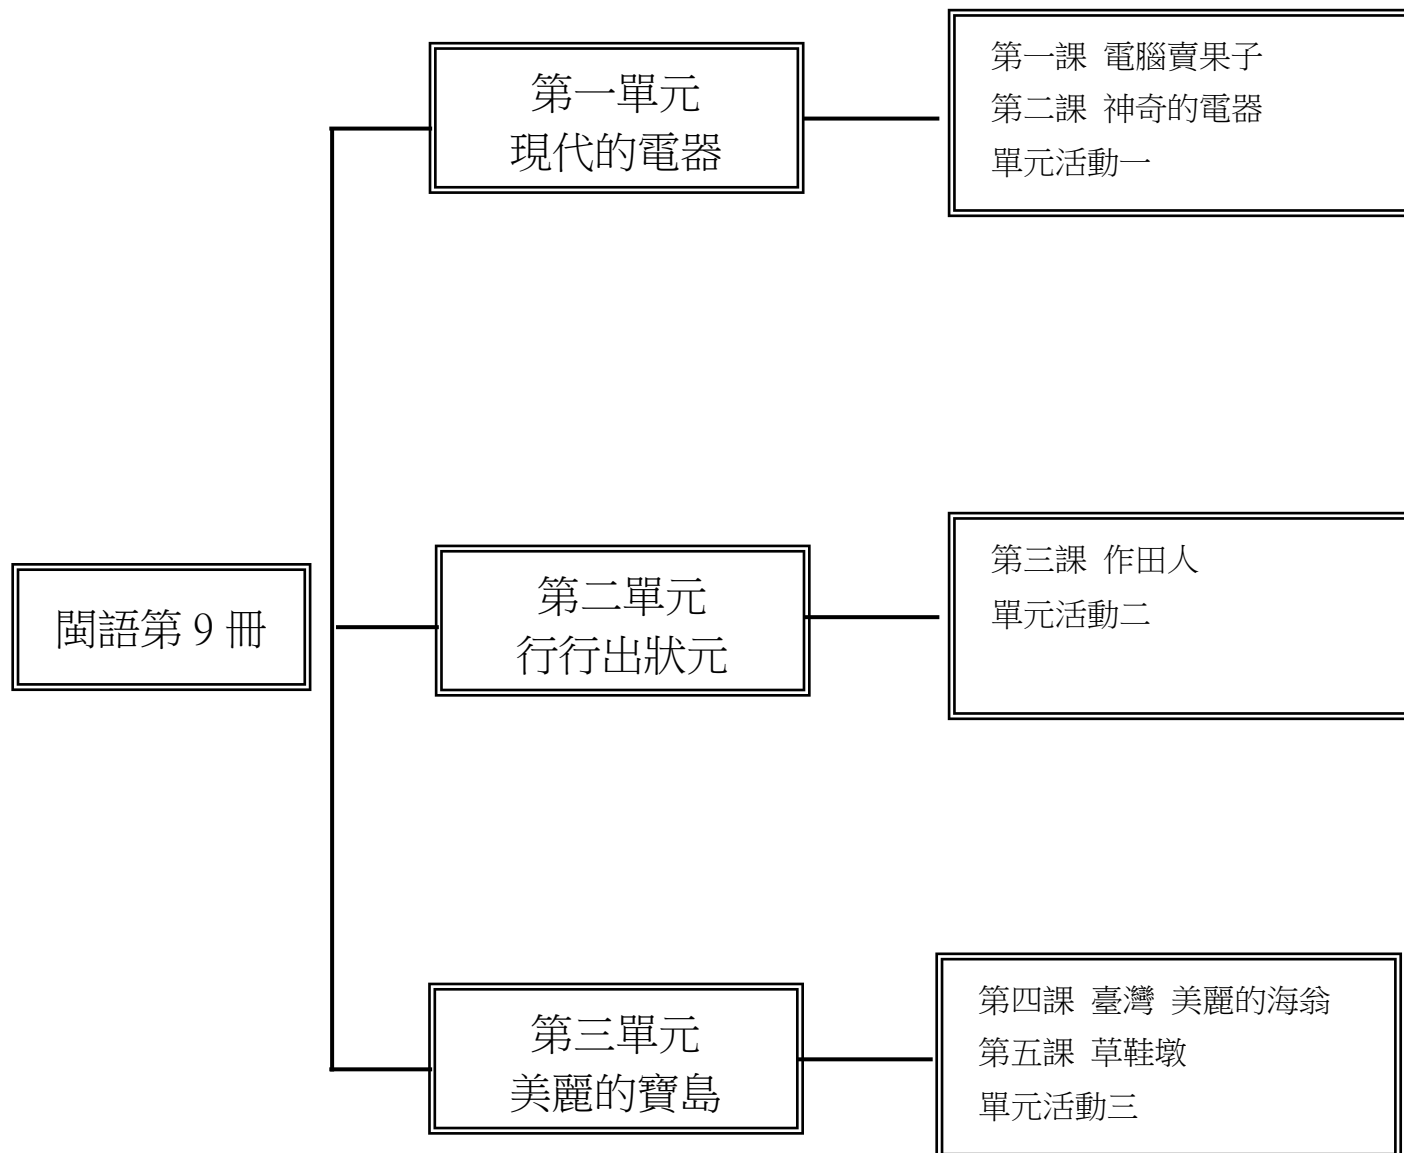 閩語第 9 冊
第一單元
現代的電器
第一課 電腦賣果子
第二課 神奇的電器
單元活動一
第二單元
行行出狀元
第三課 作田人
單元活動二
第三單元
美麗的寶島
第四課 臺灣 美麗的海翁
第五課 草鞋墩
單元活動三